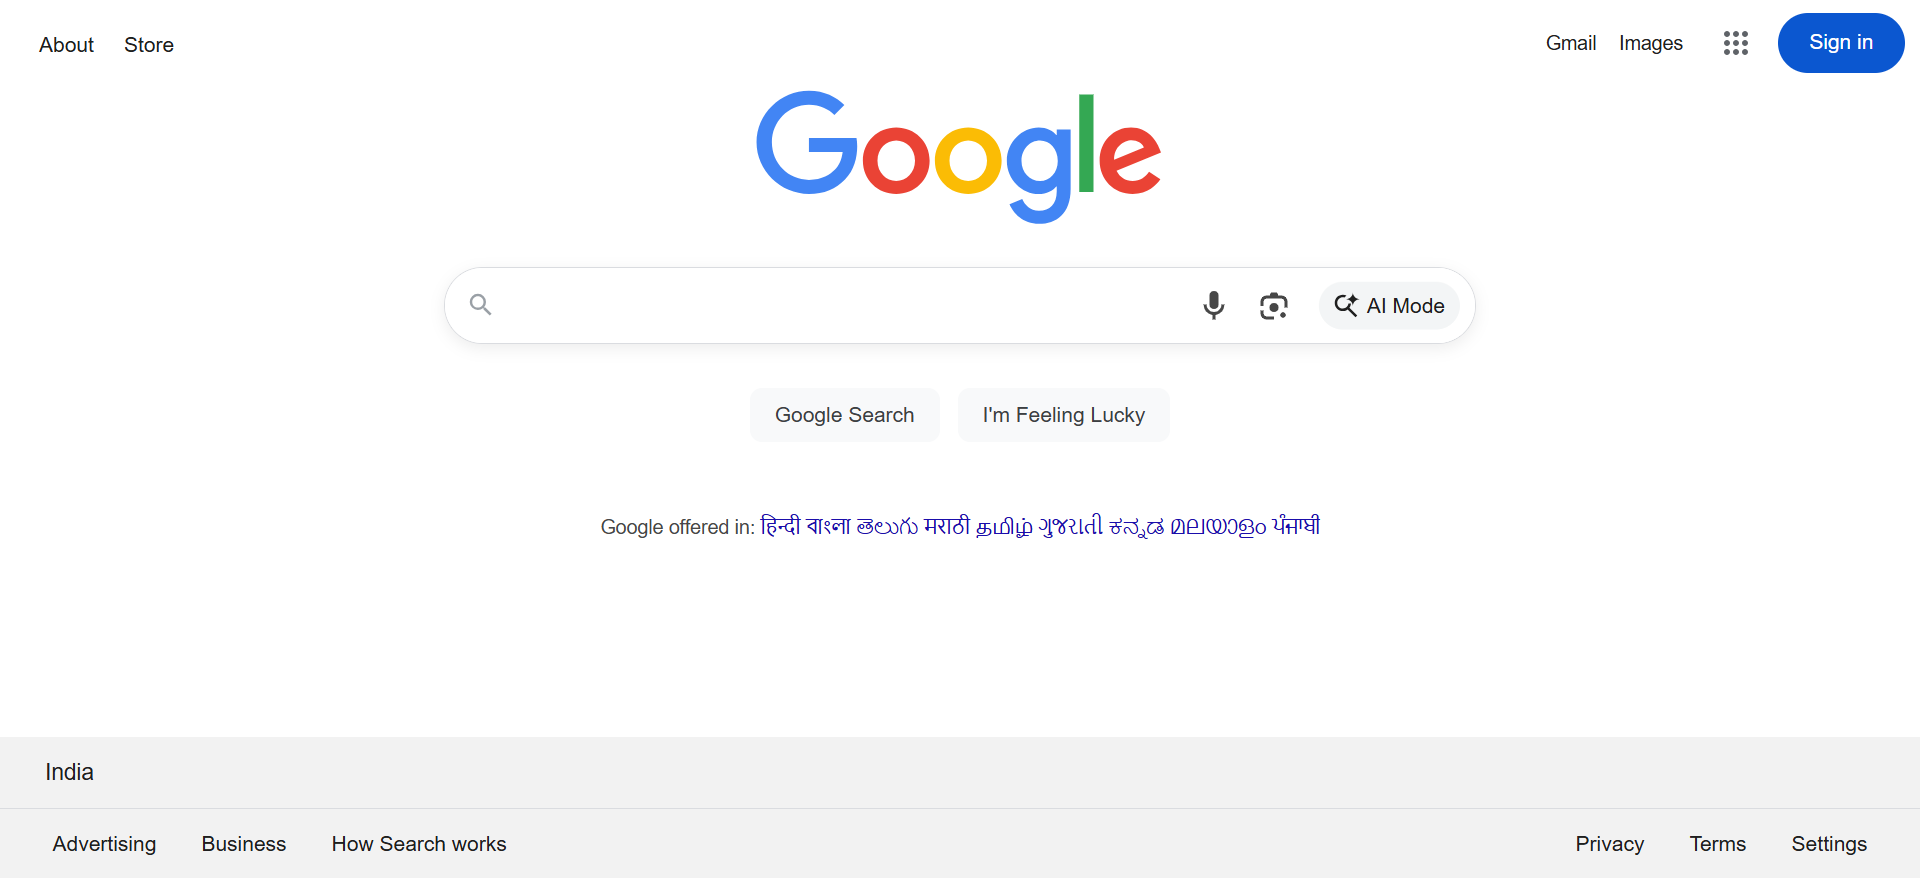 About Store Gmail Images Sign in
Google
AI Mode
Google Search I'm Feeling Lucky
Google offered in: हिन्दी বাংলা తెలుగు मराठी தமிழ் ગુજરાતી ಕನ್ನಡ മലയാളം ਪੰਜਾਬੀ
India
Advertising Business How Search works Privacy Terms Settings